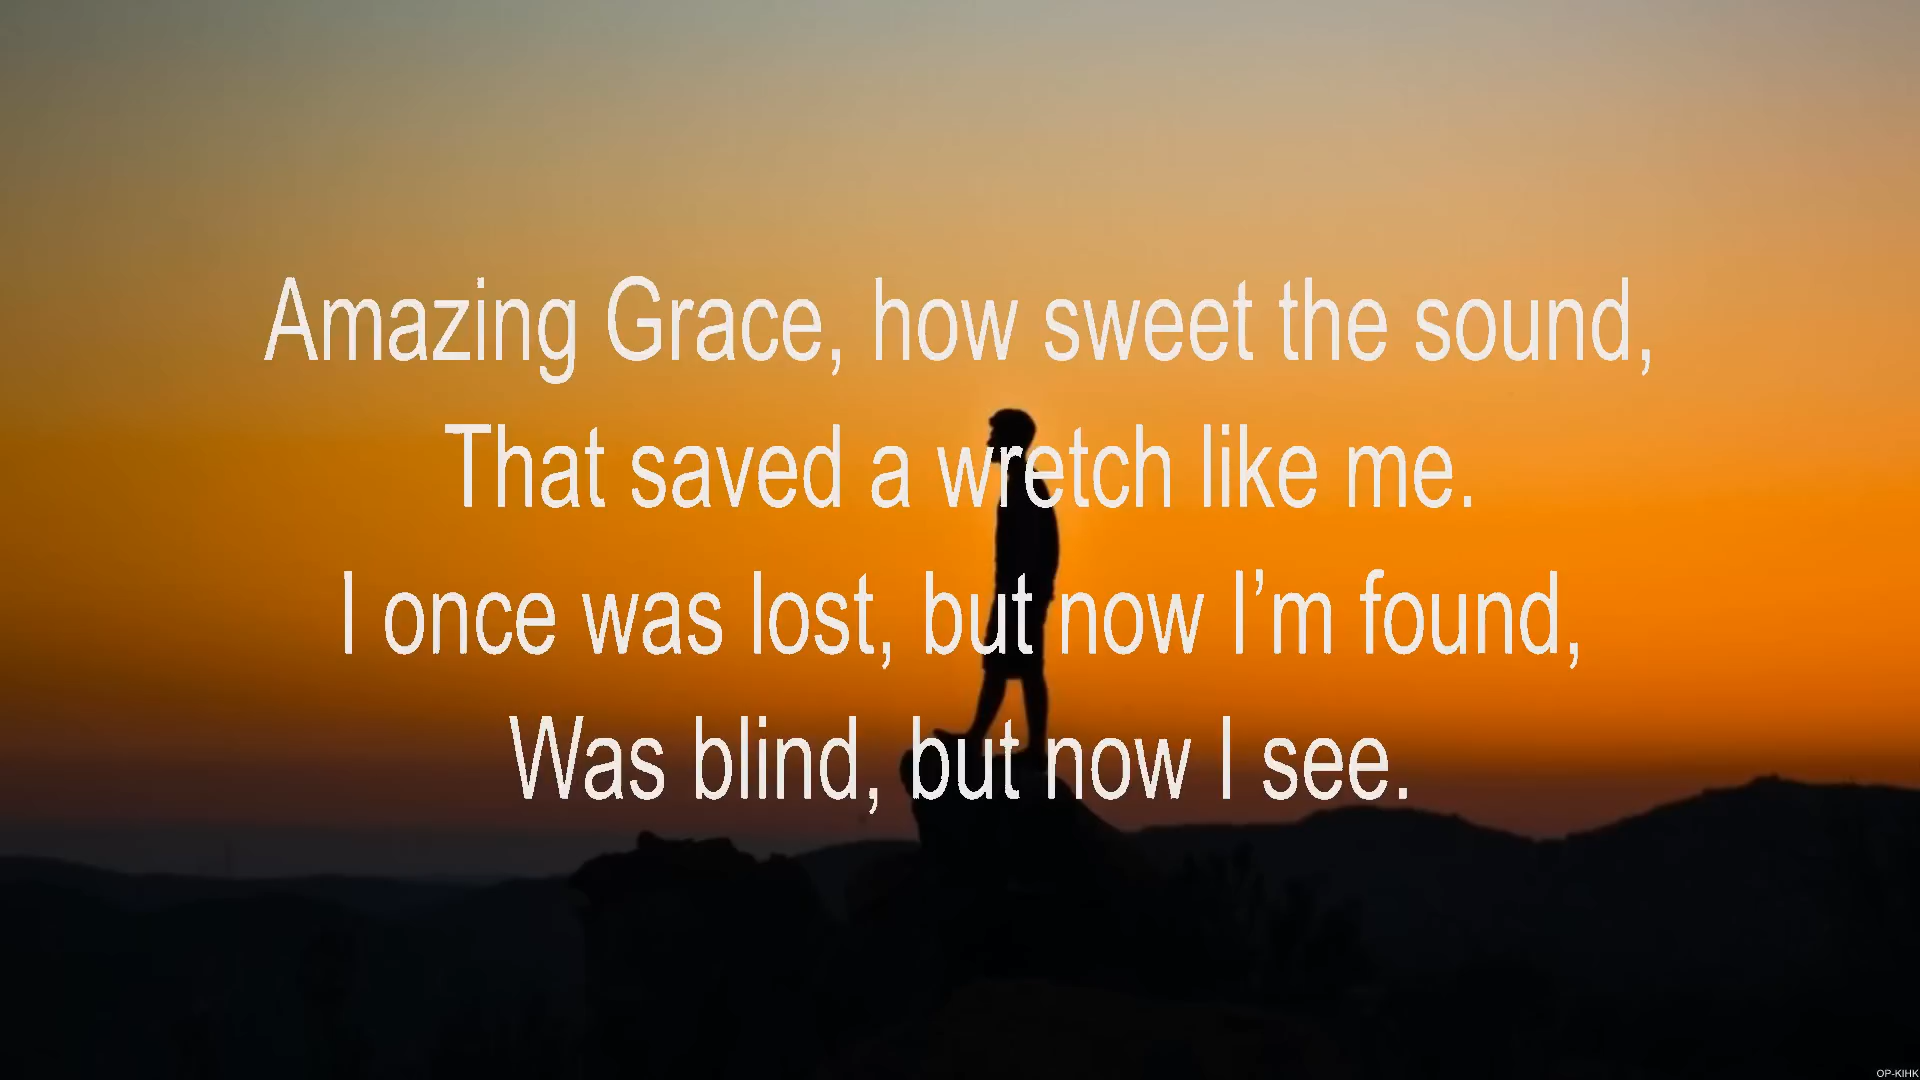 Amazing Grace, how sweet the sound,
That saved a wretch like me.
I once was lost, but now I’m found,
Was blind, but now I see.
OP-KIHK